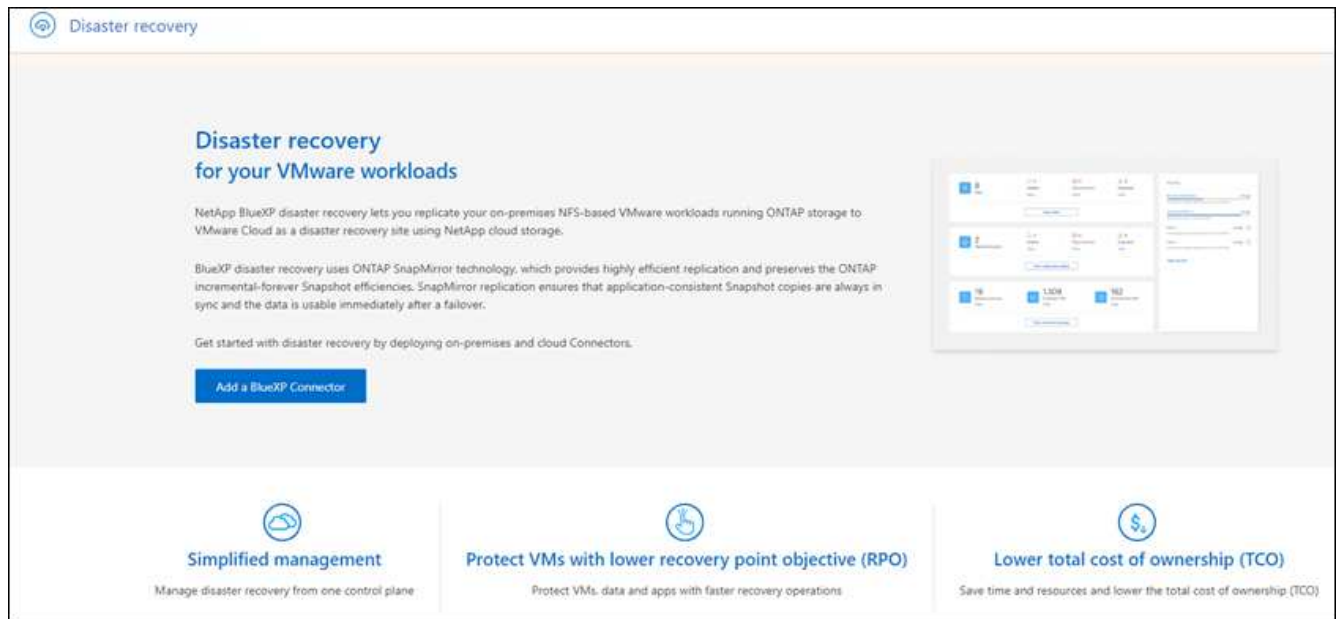 Disaster recovery
Disaster recovery
for your VMware workloads
NetApp BlueXP disaster recovery lets you replicate your on-premises NFS-based VMware workloads running ONTAP storage to
VMware Cloud as a disaster recovery site using NetApp cloud storage.
BlueXP disaster recovery uses ONTAP SnapMirror technology, which provides highly efficient replication and preserves the ONTAP
incremental-forever Snapshot efficiencies. SnapMirror replication ensures that application-consistent Snapshot copies are always in
sync and the data is usable immediately after a failover.
Get started with disaster recovery by deploying on-premises and cloud Connectors.
Add a BlueXP Connector
Simplified management
Manage disaster recovery from one control plane
Protect VMs with lower recovery point objective (RPO)
Protect VMs, data and apps with faster recovery operations
Lower total cost of ownership (TCO)
Save time and resources and lower the total cost of ownership (TCO)